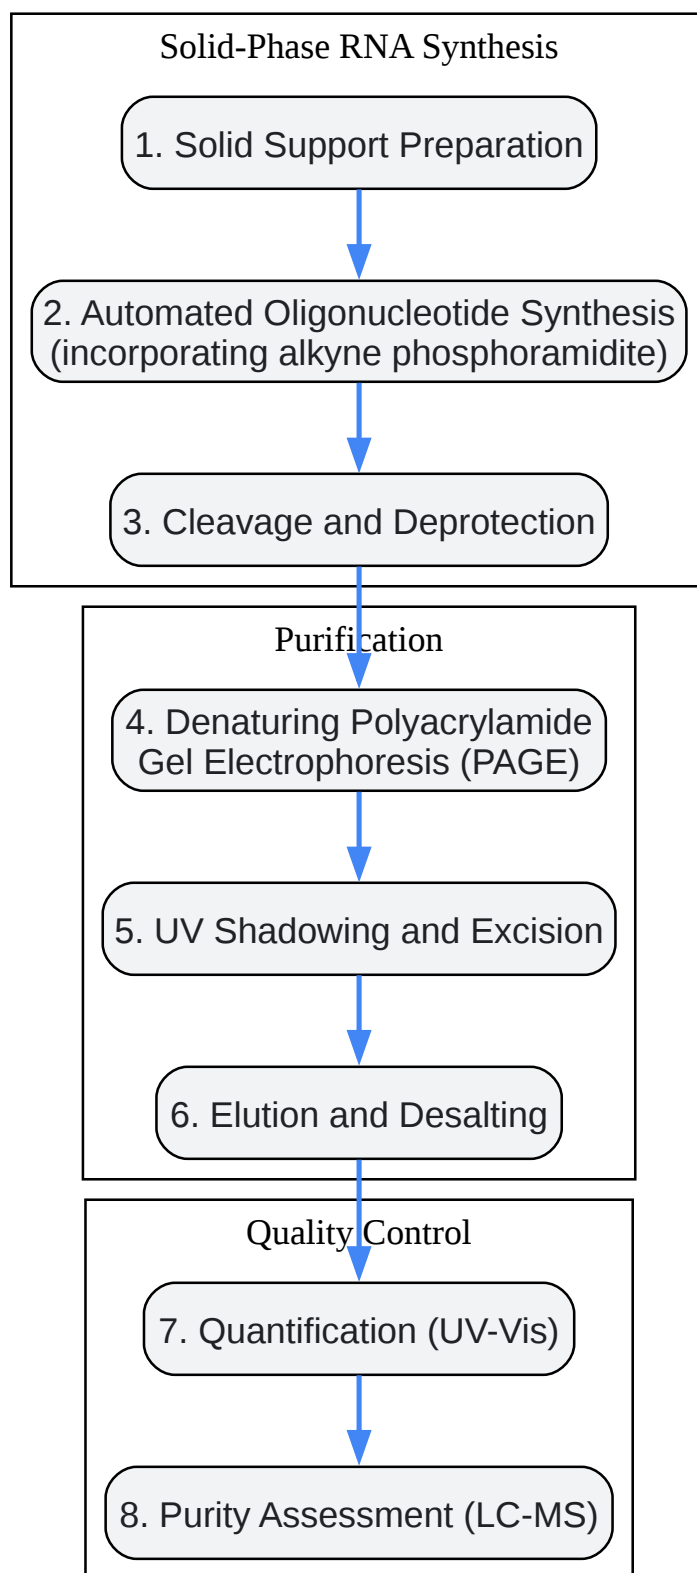 Solid-Phase RNA Synthesis
1. Solid Support Preparation
2. Automated Oligonucleotide Synthesis
(incorporating alkyne phosphoramidite)
3. Cleavage and Deprotection
Purification
4. Denaturing Polyacrylamide
Gel Electrophoresis (PAGE)
5. UV Shadowing and Excision
6. Elution and Desalting
Quality Control
7. Quantification (UV-Vis)
8. Purity Assessment (LC-MS)